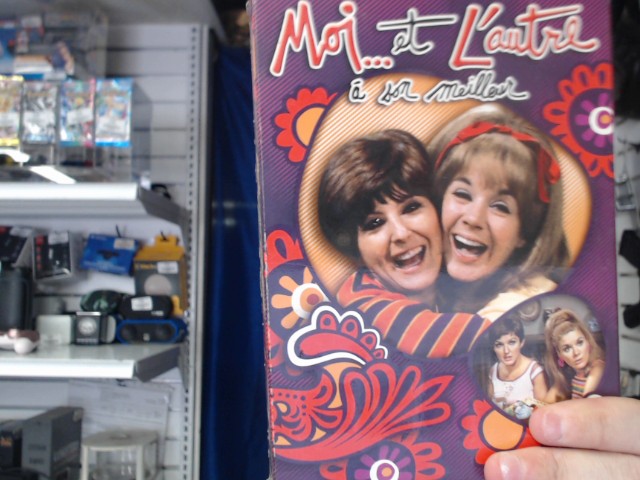 Moi... et L'autre
à son meilleur